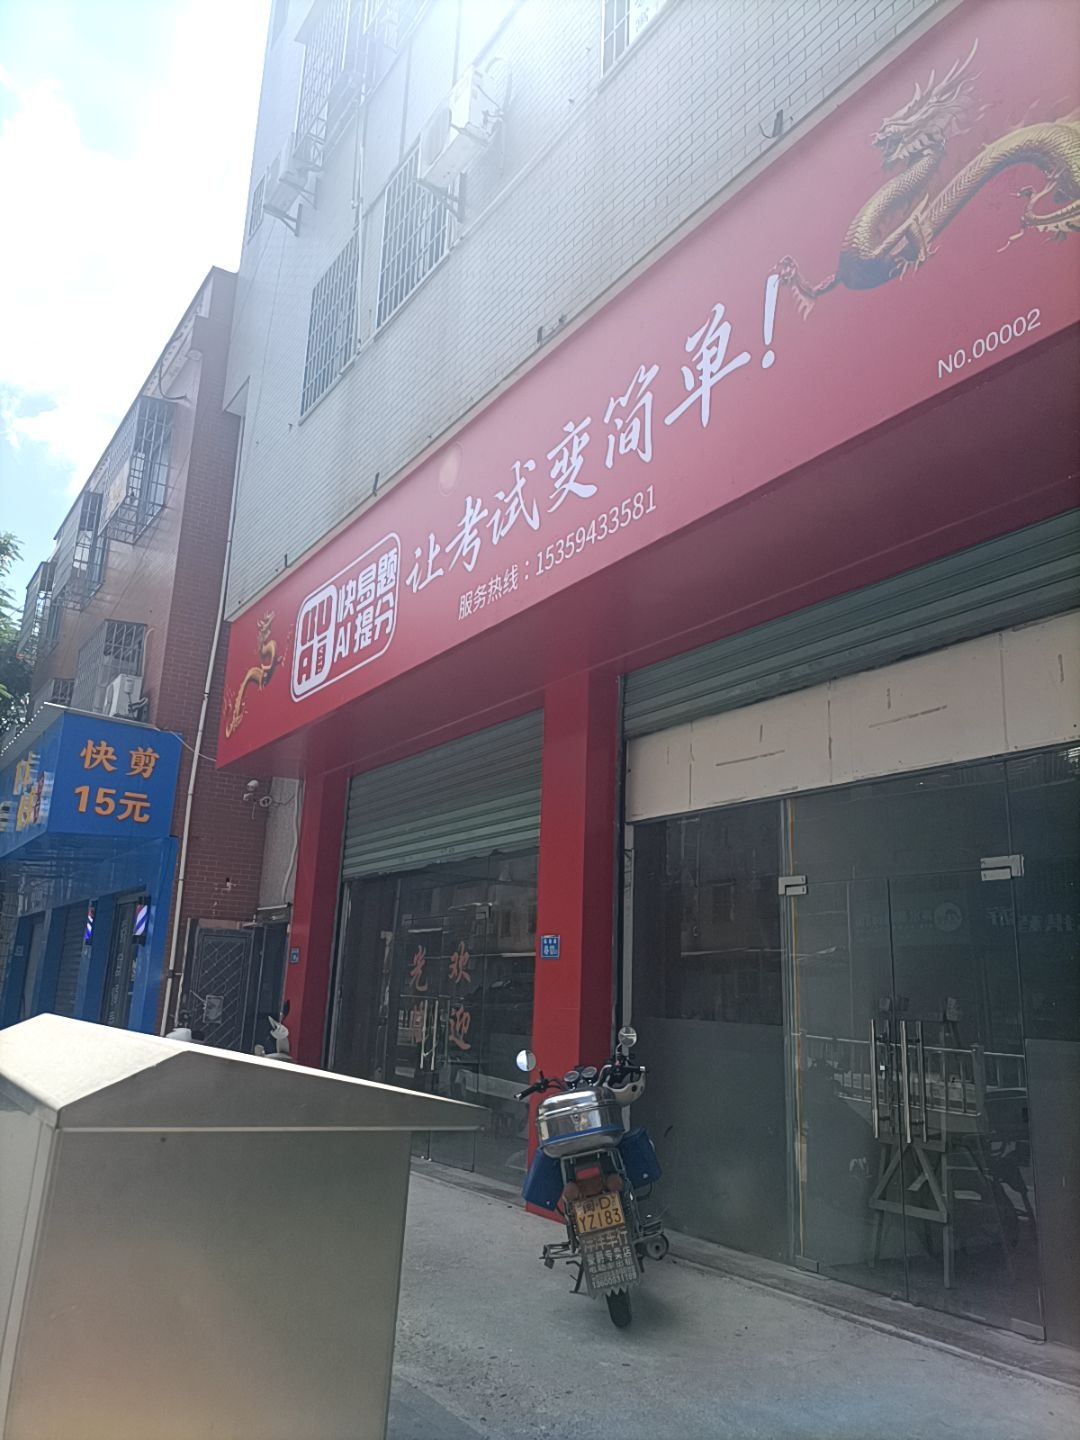 快易题
AI提分
让考试变简单!
服务热线：15359433581
NO.00002
快剪
15元
欢迎
光临
闽·D
YZ183